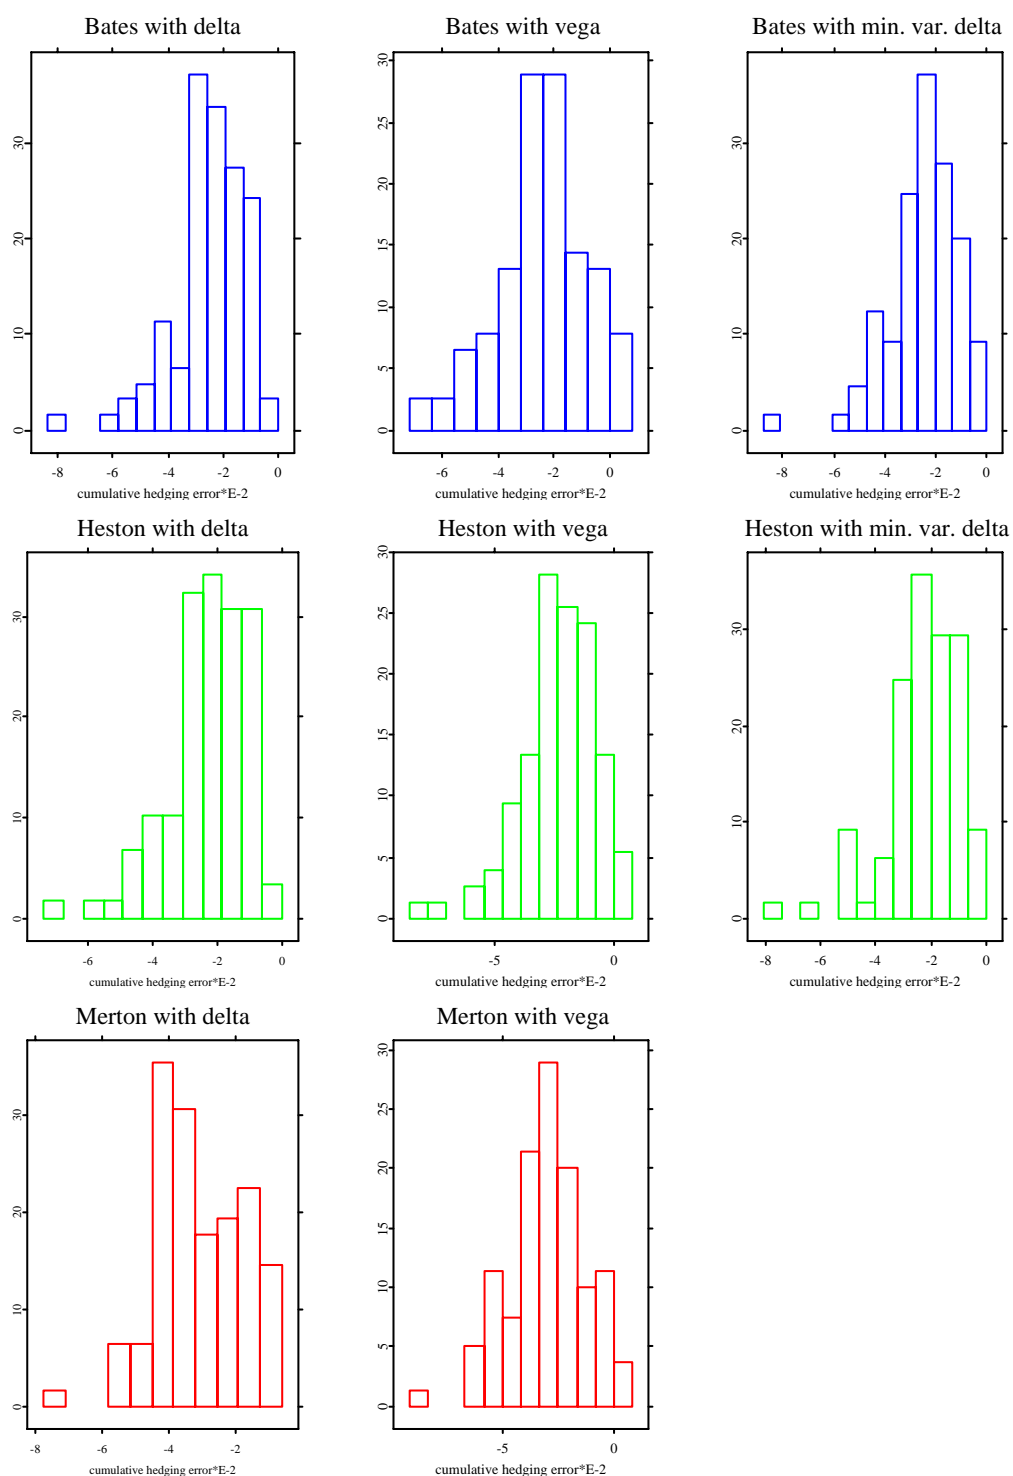 Bates with delta
Bates with vega
Bates with min. var. delta
30
20
10
0
-8 -6 -4 -2 0
cumulative hedging error*E-2
30
25
20
15
10
5
0
-6 -4 -2 0
cumulative hedging error*E-2
30
20
10
0
-8 -6 -4 -2 0
cumulative hedging error*E-2
Heston with delta
Heston with vega
Heston with min. var. delta
30
20
10
0
-6 -4 -2 0
cumulative hedging error*E-2
30
25
20
15
10
5
0
-5 0
cumulative hedging error*E-2
30
20
10
0
-8 -6 -4 -2 0
cumulative hedging error*E-2
Merton with delta
Merton with vega
30
20
10
0
-8 -6 -4 -2
cumulative hedging error*E-2
30
25
20
15
10
5
0
-5 0
cumulative hedging error*E-2